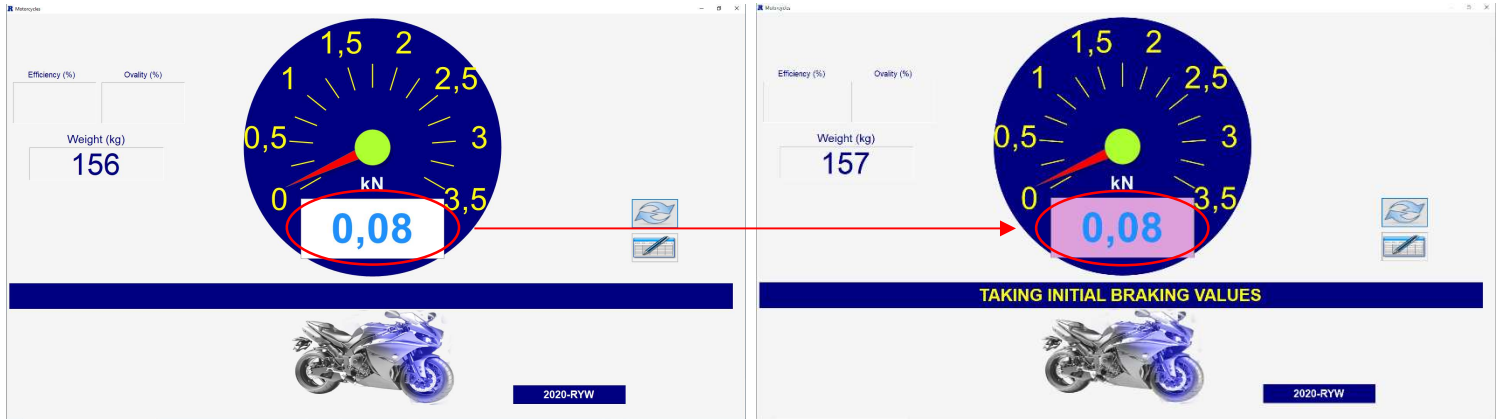 Motorcycles
Efficiency (%)
Ovality (%)
Weight (kg)
156
0
0,5
1
1,5
2
2,5
3
3,5
kN
0,08
2020-RYW
Motorcycles
Efficiency (%)
Ovality (%)
Weight (kg)
157
0
0,5
1
1,5
2
2,5
3
3,5
kN
0,08
TAKING INITIAL BRAKING VALUES
2020-RYW